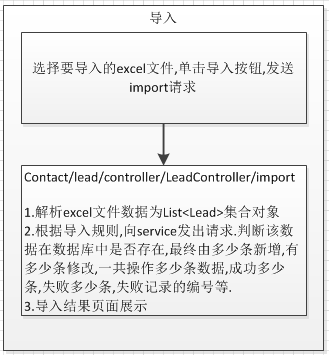 导入
选择要导入的excel文件,单击导入按钮,发送
import请求
Contact/lead/controller/LeadController/import
1.解析excel文件数据为List<Lead>集合对象
2.根据导入规则,向service发出请求.判断该
数据在数据库中是否存在,最终由多少条新增,有
多少条修改,一共操作多少条数据,成功多少
条,失败多少条,失败记录的编号等.
3.导入结果页面展示